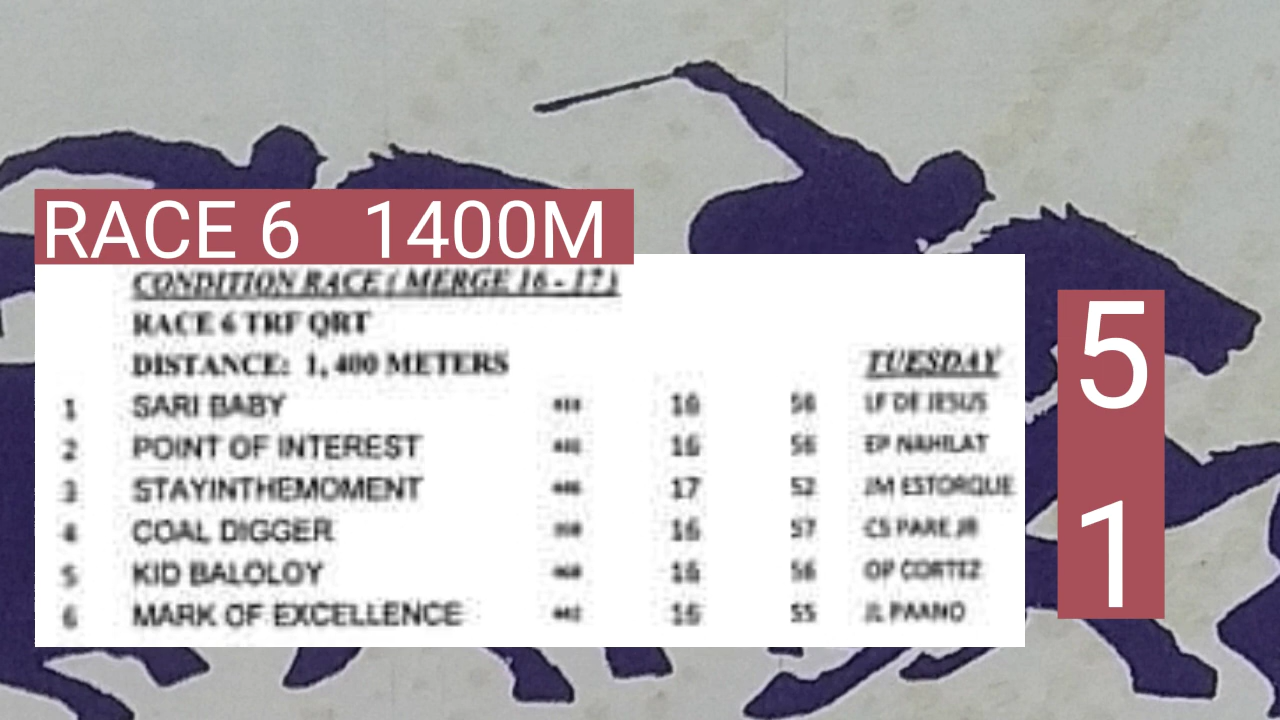 RACE 6 1400M
CONDITION RACE ( MERGE 16 - 17 )
RACE 6 TRF QRT
DISTANCE: 1, 400 METERS
TUESDAY
1 SARI BABY 16 56 LF DE JESUS
2 POINT OF INTEREST 16 56 EP NAHILAT
3 STAYINTHEMOMENT 17 52 JM ESTORQUE
4 COAL DIGGER 16 57 CS PARE JR
5 KID BALOLOY 16 56 OP CORTEZ
6 MARK OF EXCELLENCE 16 55 JL PAANO
5
1